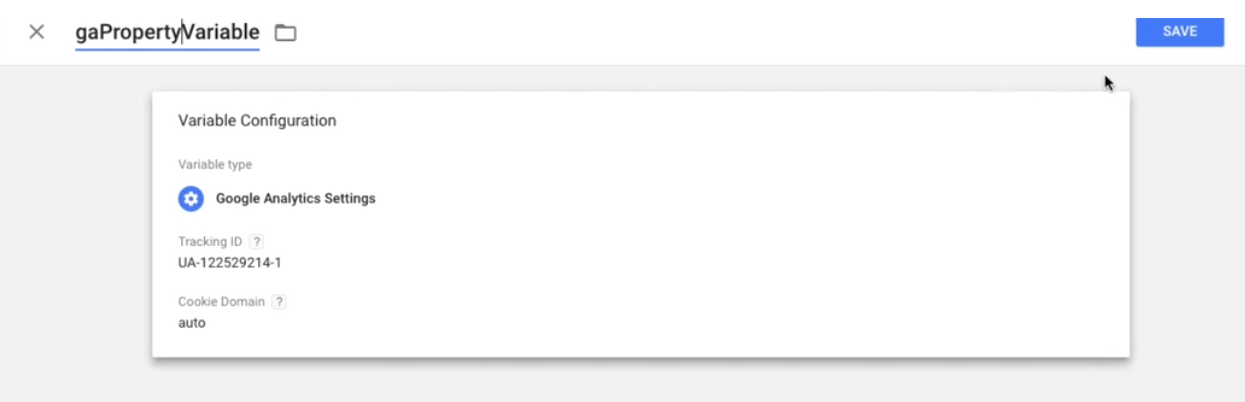 gaPropertyVariable
SAVE
Variable Configuration
Variable type
Google Analytics Settings
Tracking ID ?
UA-122529214-1
Cookie Domain ?
auto